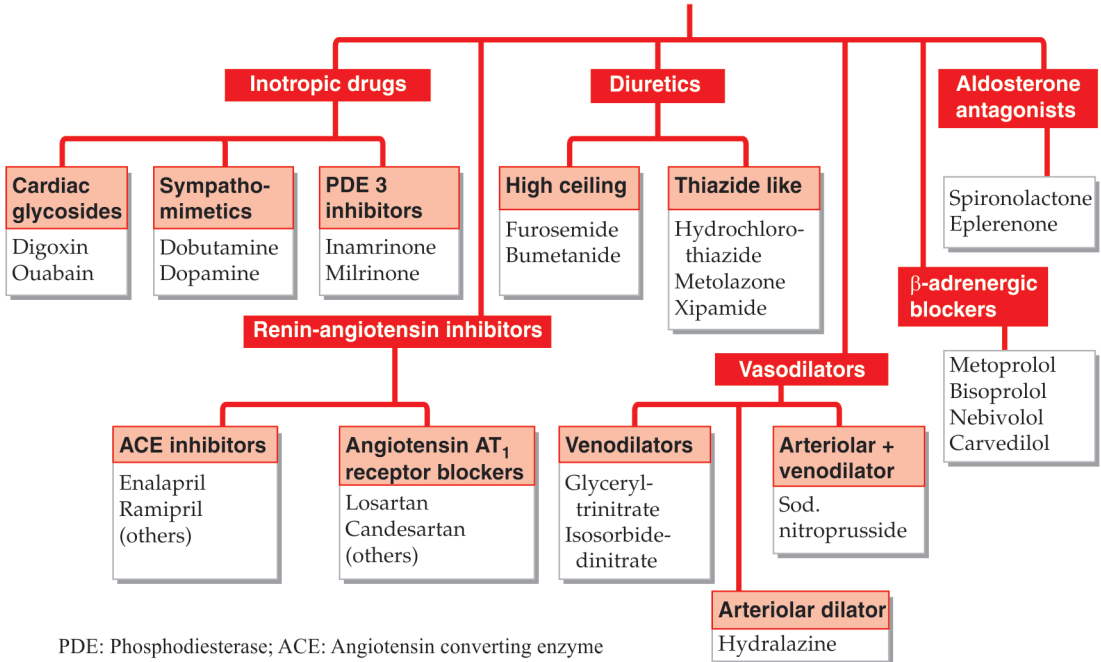 Inotropic drugs
Cardiac
glycosides
Digoxin
Ouabain
Sympatho-
mimetics
Dobutamine
Dopamine
PDE 3
inhibitors
Inamrinone
Milrinone
Renin-angiotensin inhibitors
ACE inhibitors
Enalapril
Ramipril
(others)
Angiotensin AT1
receptor blockers
Losartan
Candesartan
(others)
Diuretics
High ceiling
Furosemide
Bumetanide
Thiazide like
Hydrochloro-
thiazide
Metolazone
Xipamide
Vasodilators
Venodilators
Glyceryl-
trinitrate
Isosorbide-
dinitrate
Arteriolar dilator
Hydralazine
Arteriolar +
venodilator
Sod.
nitroprusside
β-adrenergic
blockers
Metoprolol
Bisoprolol
Nebivolol
Carvedilol
Aldosterone
antagonists
Spironolactone
Eplerenone
PDE: Phosphodiesterase; ACE: Angiotensin converting enzyme